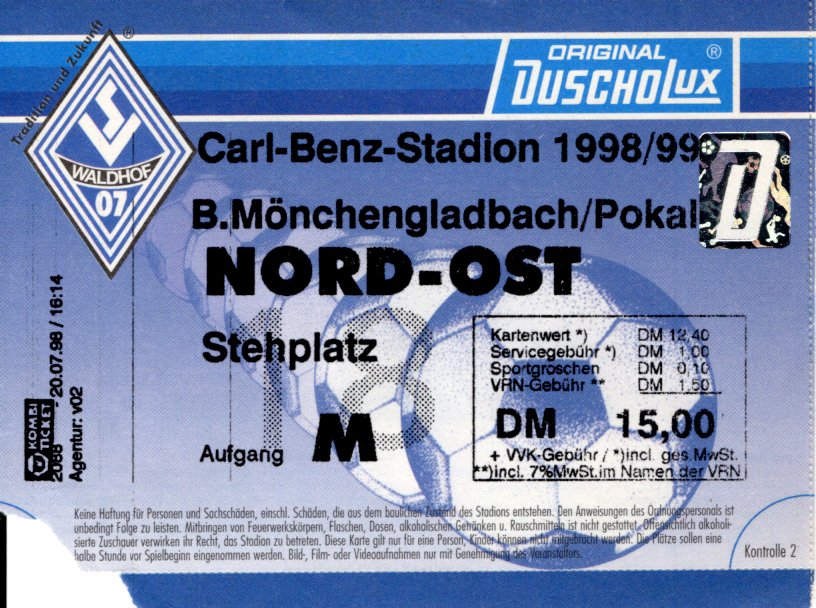 Tradition und Zukunft
®
SV
WALDHOF
07
ORIGINAL ®
DUSCHOLUX
Carl-Benz-Stadion 1998/99
B.Mönchengladbach/Pokal
D
NORD-OST
18
Stehplatz
Aufgang M
Kartenwert *) DM 12,40
Servicegebühr *) DM 1,00
Sportgroschen DM 0,10
VRN-Gebühr ** DM 1,50
DM 15,00
+ VVK-Gebühr / *)incl. ges.MwSt.
**)incl. 7%MwSt.im Namen der VRN
KOMBI
TICKET
2088 20.07.98 / 16:14
Agentur: v02
Keine Haftung für Personen und Sachschäden, einschl. Schäden, die aus dem baulichen Zustand des Stadions entstehen. Den Anweisungen des Ordnungspersonals ist
unbedingt Folge zu leisten. Mitbringen von Feuerwerkskörpern, Flaschen, Dosen, alkoholischen Getränken u. Rauschmitteln ist nicht gestattet. Offensichtlich alkoholi-
sierte Zuschauer verwirken ihr Recht, das Stadion zu betreten. Diese Karte gilt nur für eine Person, Kinder können nicht mitgebracht werden. Die Plätze sollen eine
halbe Stunde vor Spielbeginn eingenommen werden. Bild-, Film- oder Videoaufnahmen nur mit Genehmigung des Veranstalters.
Kontrolle 2